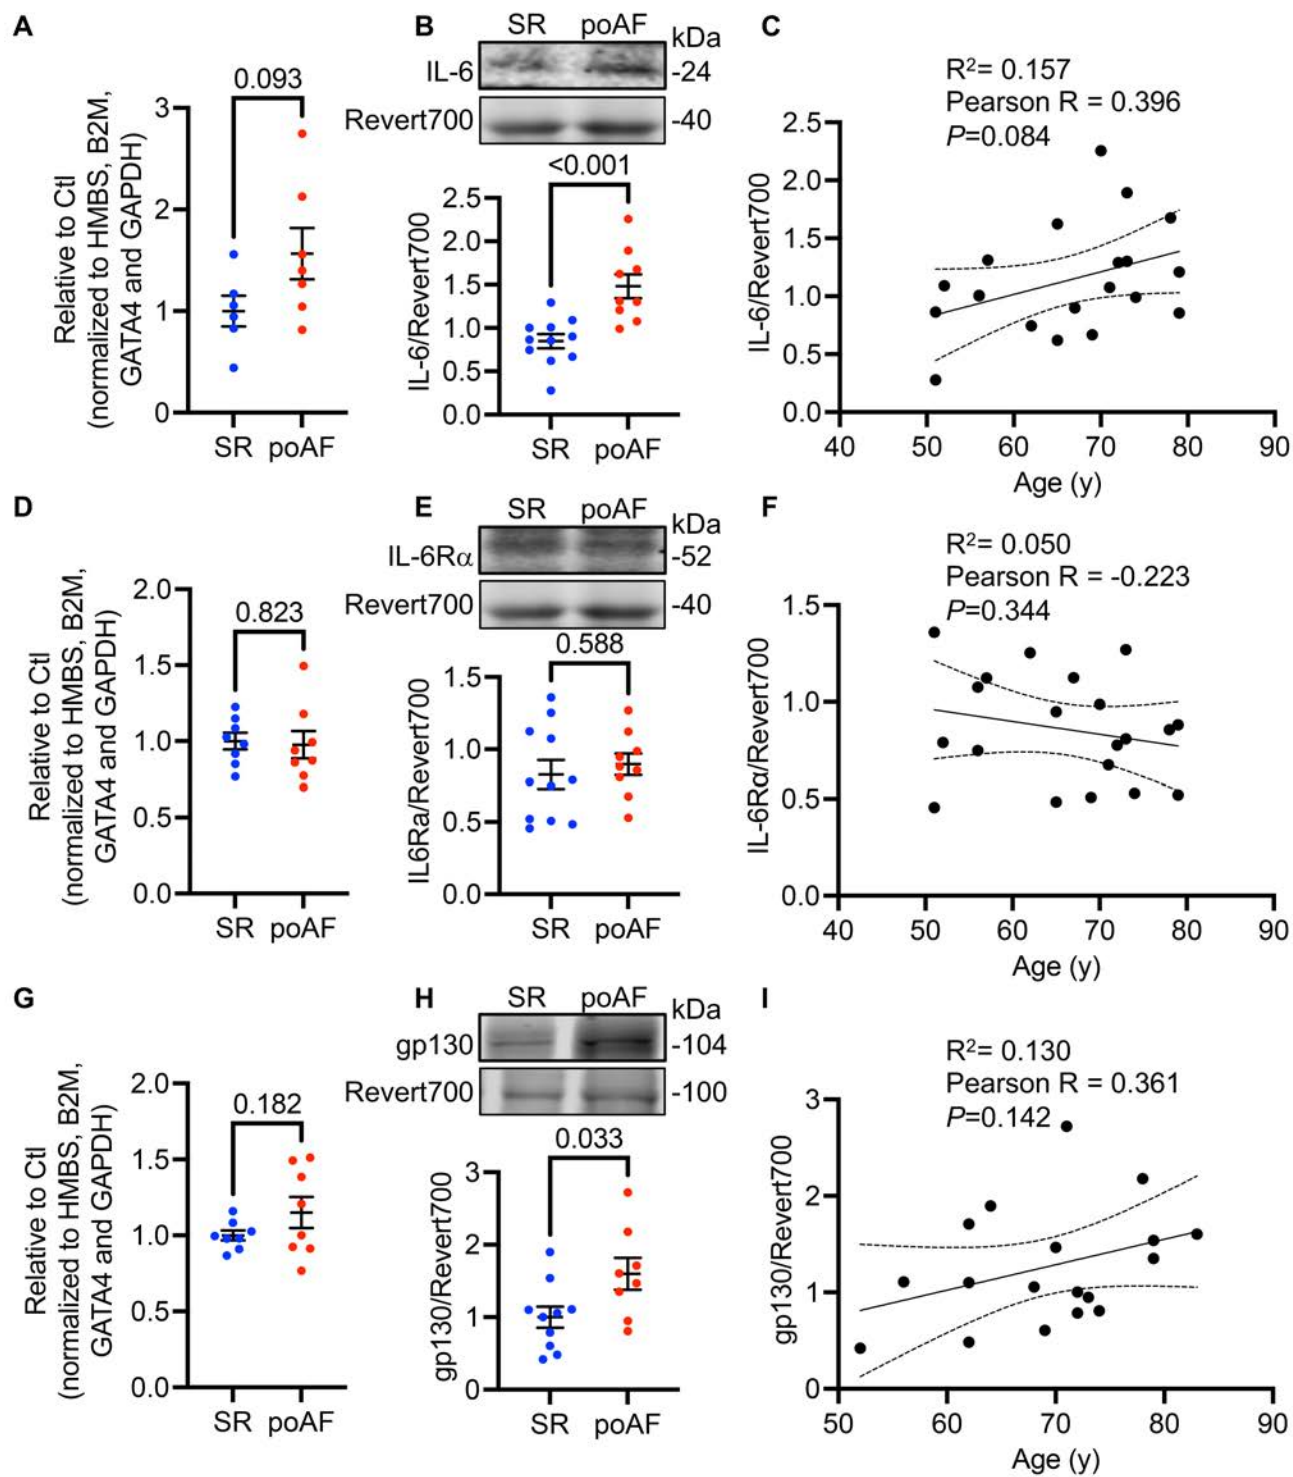 A
0.093
3
2
1
0
Relative to Ctl
(normalized to HMBS, B2M,
GATA4 and GAPDH)
SR poAF
B
SR poAF
kDa
IL-6
-24
Revert700
-40
<0.001
2.5
2.0
1.5
1.0
0.5
0.0
IL-6/Revert700
SR poAF
C
R²= 0.157
Pearson R = 0.396
P=0.084
2.5
2.0
1.5
1.0
0.5
0.0
IL-6/Revert700
40 50 60 70 80 90
Age (y)
D
0.823
2.0
1.5
1.0
0.5
0.0
Relative to Ctl
(normalized to HMBS, B2M,
GATA4 and GAPDH)
SR poAF
E
SR poAF
kDa
IL-6Rα
-52
Revert700
-40
0.588
1.5
1.0
0.5
0.0
IL6Ra/Revert700
SR poAF
F
R²= 0.050
Pearson R = -0.223
P=0.344
1.5
1.0
0.5
0.0
IL-6Rα/Revert700
40 50 60 70 80 90
Age (y)
G
0.182
2.0
1.5
1.0
0.5
0.0
Relative to Ctl
(normalized to HMBS, B2M,
GATA4 and GAPDH)
SR poAF
H
SR poAF
kDa
gp130
-104
Revert700
-100
0.033
3
2
1
0
gp130/Revert700
SR poAF
I
R²= 0.130
Pearson R = 0.361
P=0.142
3
2
1
0
gp130/Revert700
50 60 70 80 90
Age (y)